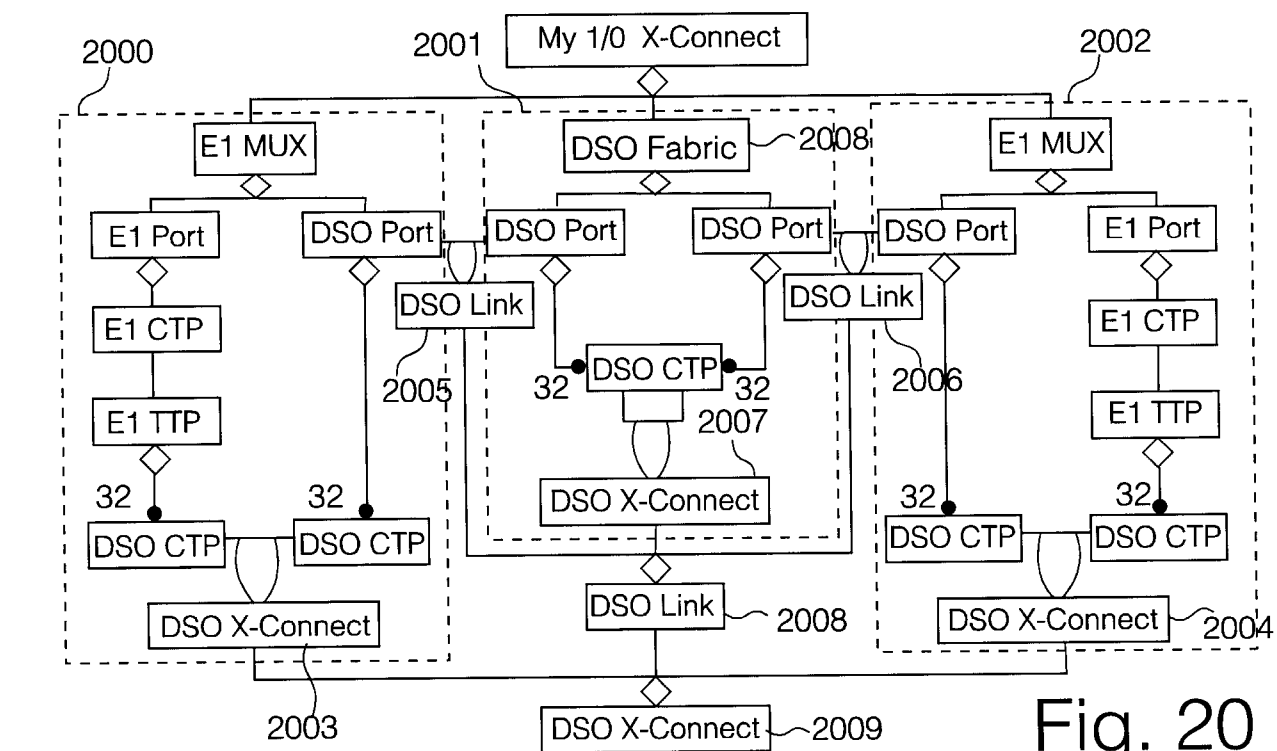 My 1/0 X-Connect
2000
2001
2002
E1 MUX
DSO Fabric
2008
E1 MUX
E1 Port
DSO Port
DSO Port
DSO Port
DSO Port
E1 Port
DSO Link
DSO Link
E1 CTP
E1 CTP
2005
2006
DSO CTP
32
32
E1 TTP
E1 TTP
2007
32
32
DSO X-Connect
32
32
DSO CTP
DSO CTP
DSO CTP
DSO CTP
DSO X-Connect
DSO Link
2008
DSO X-Connect
2004
2003
DSO X-Connect
2009
Fig. 20